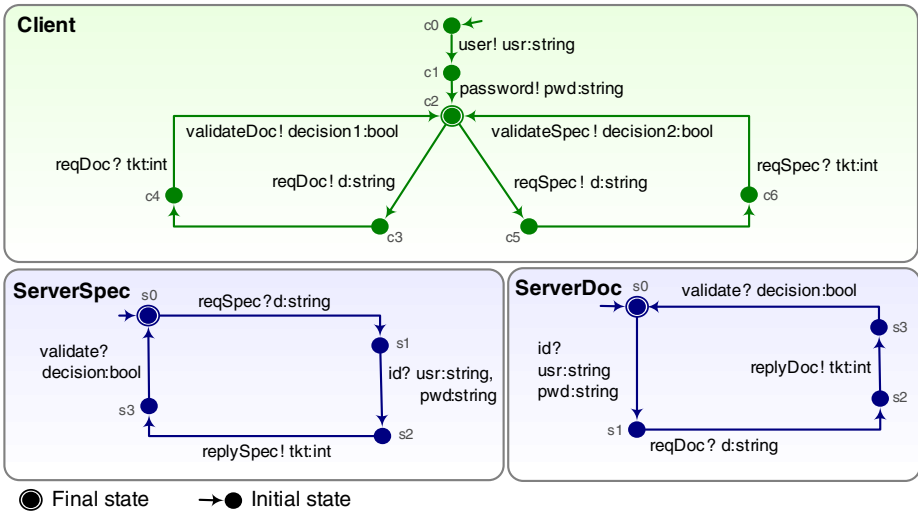 Client
c0
user! usr:string
c1
password! pwd:string
c2
validateDoc! decision1:bool
validateSpec! decision2:bool
reqDoc? tkt:int
reqDoc! d:string
reqSpec! d:string
reqSpec? tkt:int
c4
c6
c3
c5
ServerSpec
s0
reqSpec?d:string
s1
validate?
decision:bool
id? usr:string,
pwd:string
s3
s2
replySpec! tkt:int
ServerDoc
s0
validate? decision:bool
s3
id?
usr:string
pwd:string
replyDoc! tkt:int
s2
s1
reqDoc? d:string
Final state
Initial state